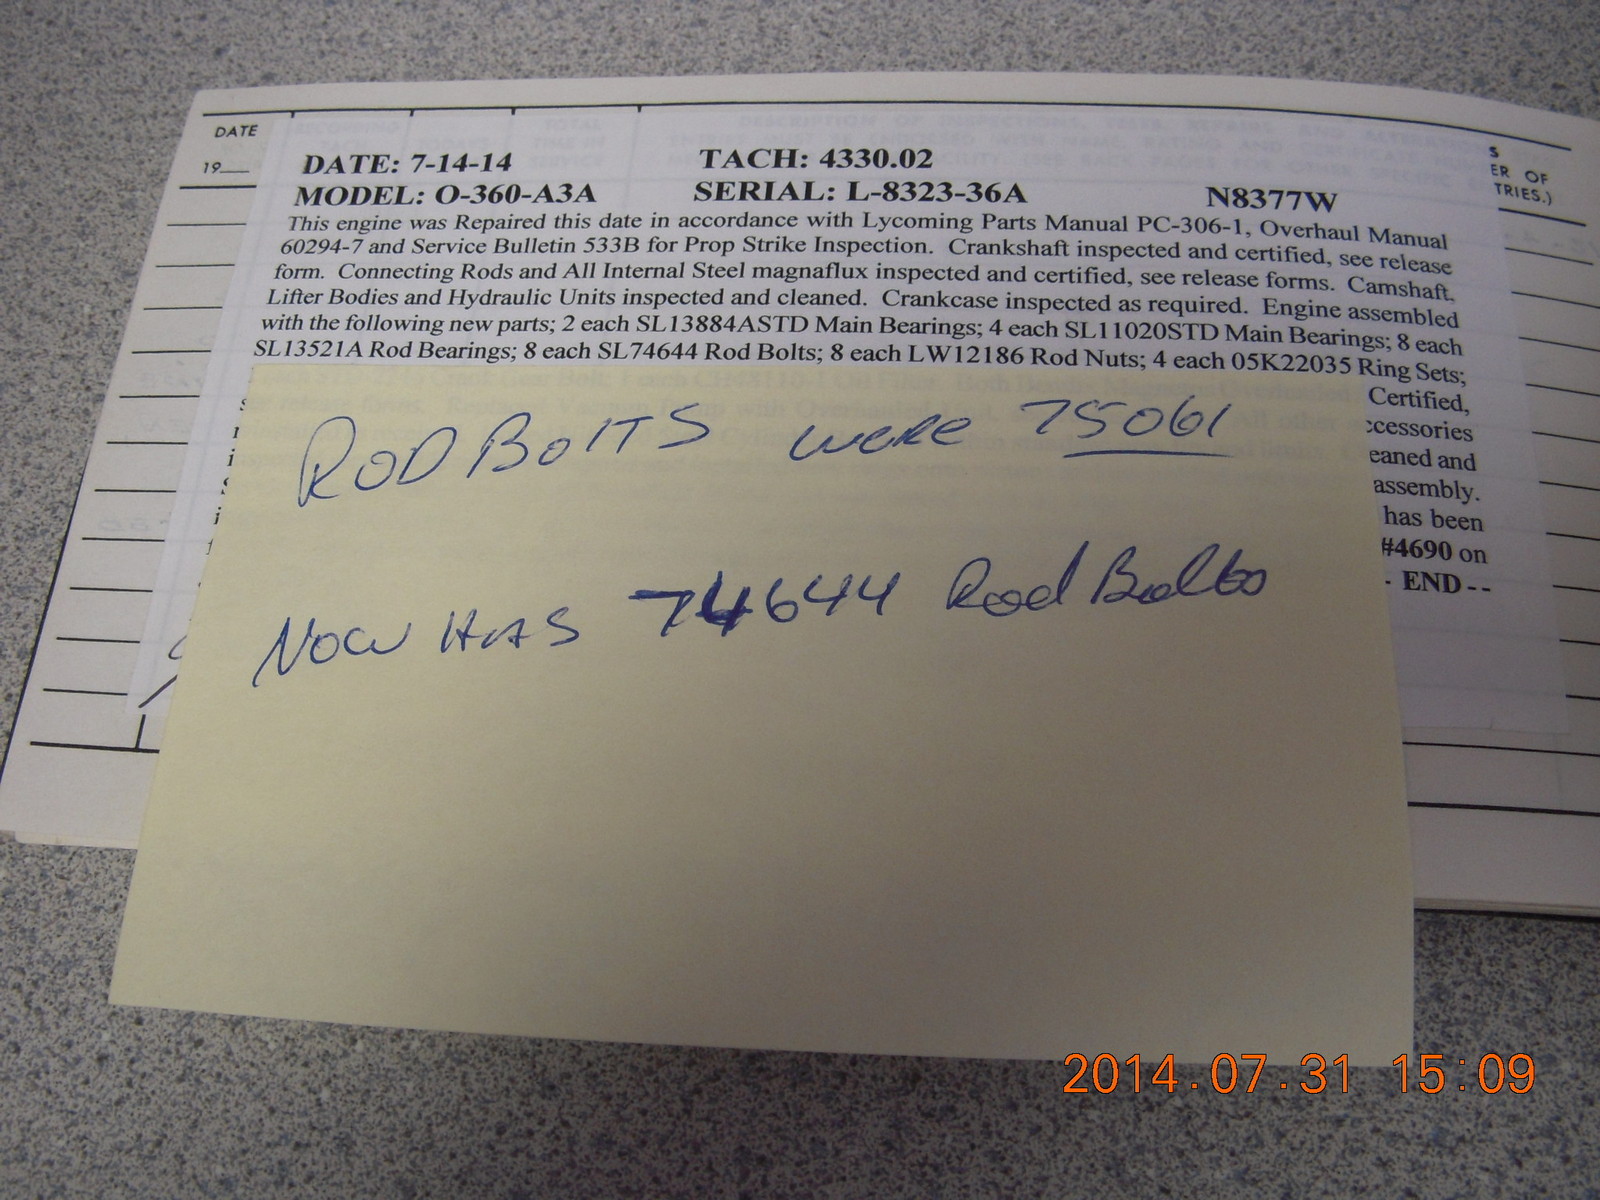 DATE
19
S
ER OF
TRIES.)
DATE: 7-14-14 TACH: 4330.02
MODEL: O-360-A3A SERIAL: L-8323-36A N8377W
This engine was Repaired this date in accordance with Lycoming Parts Manual PC-306-1, Overhaul Manual
60294-7 and Service Bulletin 533B for Prop Strike Inspection. Crankshaft inspected and certified, see release
form. Connecting Rods and All Internal Steel magnaflux inspected and certified, see release forms. Camshaft,
Lifter Bodies and Hydraulic Units inspected and cleaned. Crankcase inspected as required. Engine assembled
with the following new parts; 2 each SL13884ASTD Main Bearings; 4 each SL11020STD Main Bearings; 8 each
SL13521A Rod Bearings; 8 each SL74644 Rod Bolts; 8 each LW12186 Rod Nuts; 4 each 05K22035 Ring Sets;
Certified,
ccessories
eaned and
assembly.
has been
#4690 on
- END--
ROD BOLTS WERE 75061
NOW HAS 74644 Rod Bolts
2014.07.31 15:09